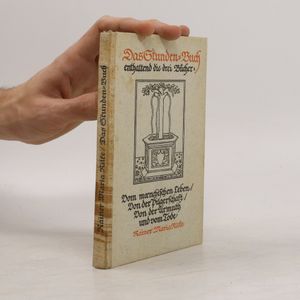 Das Stunden-Buch
enthaltend die drei Bücher/
Vom mœnchischen Leben/
Von der Pilgerschaft/
Von der Armuth
und vom Tode/
Rainer Maria Rilke
Rainer Maria Rilke / Das Stunden-Buch